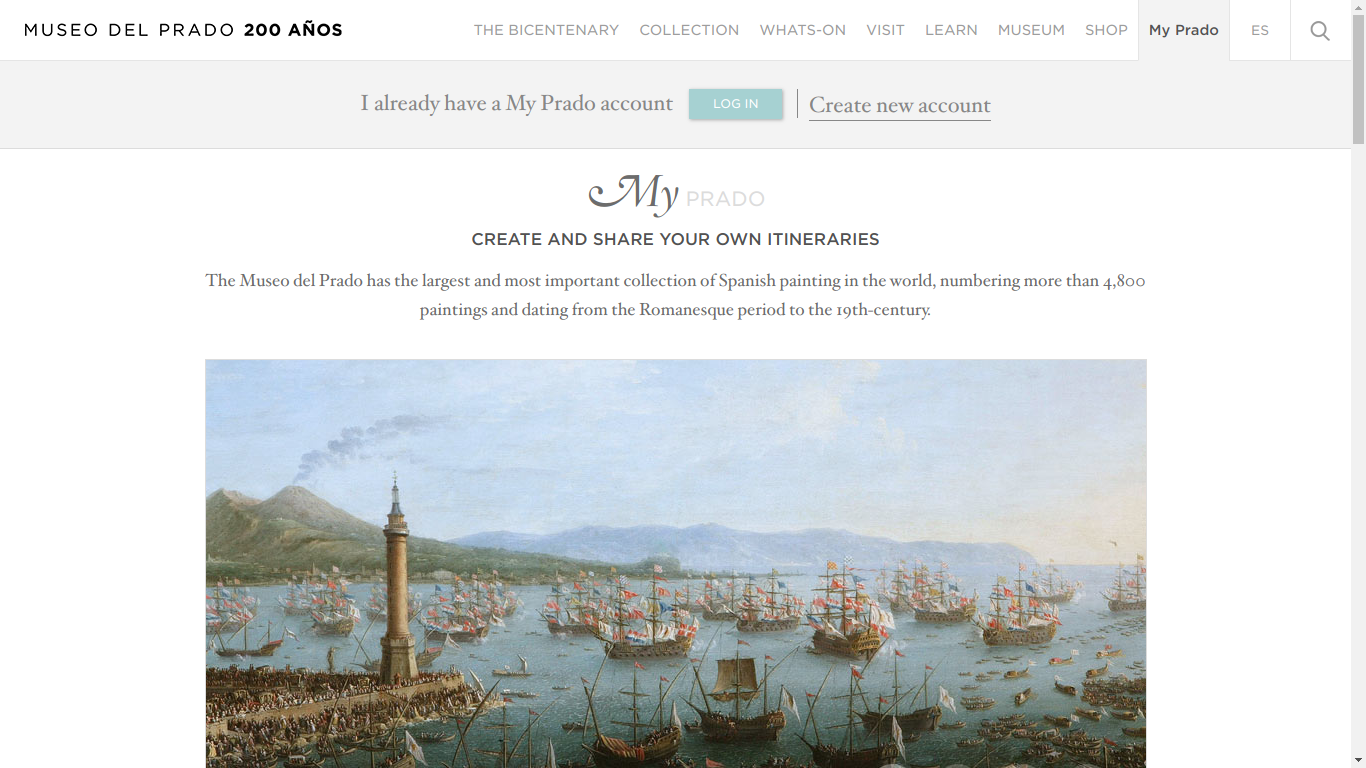 MUSEO DEL PRADO 200 AÑOS
THE BICENTENARY COLLECTION WHATS-ON VISIT LEARN MUSEUM SHOP My Prado ES
I already have a My Prado account LOG IN Create new account
My PRADO
CREATE AND SHARE YOUR OWN ITINERARIES
The Museo del Prado has the largest and most important collection of Spanish painting in the world, numbering more than 4,800
paintings and dating from the Romanesque period to the 19th-century.